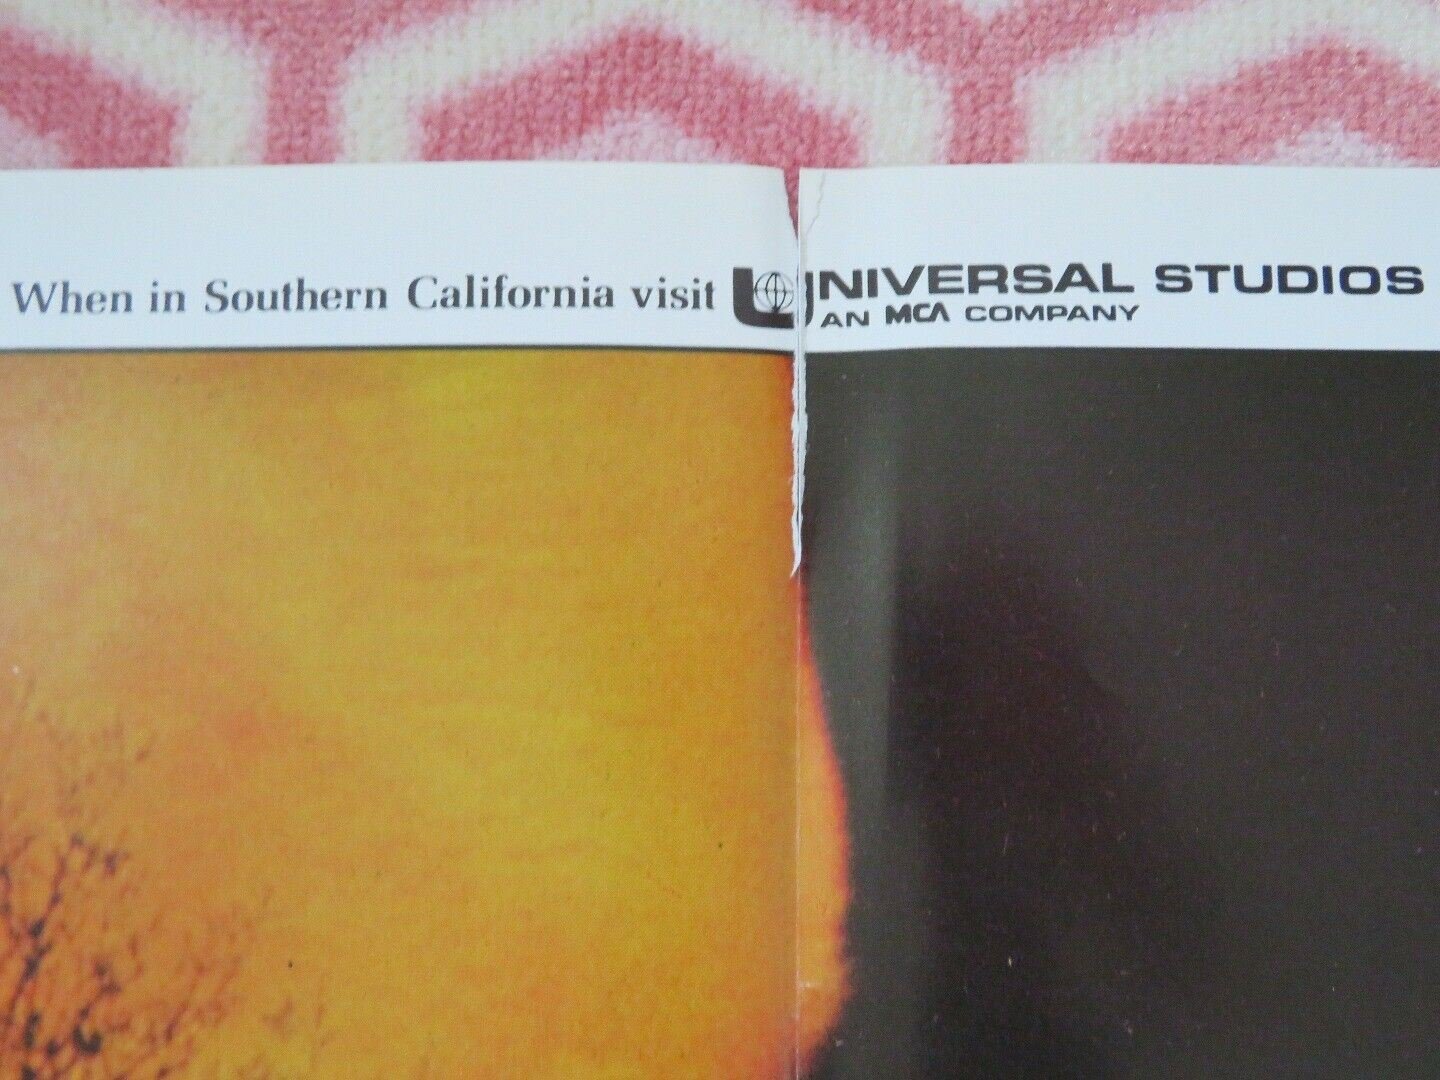 When in Southern California visit UNIVERSAL STUDIOS
AN MCA COMPANY